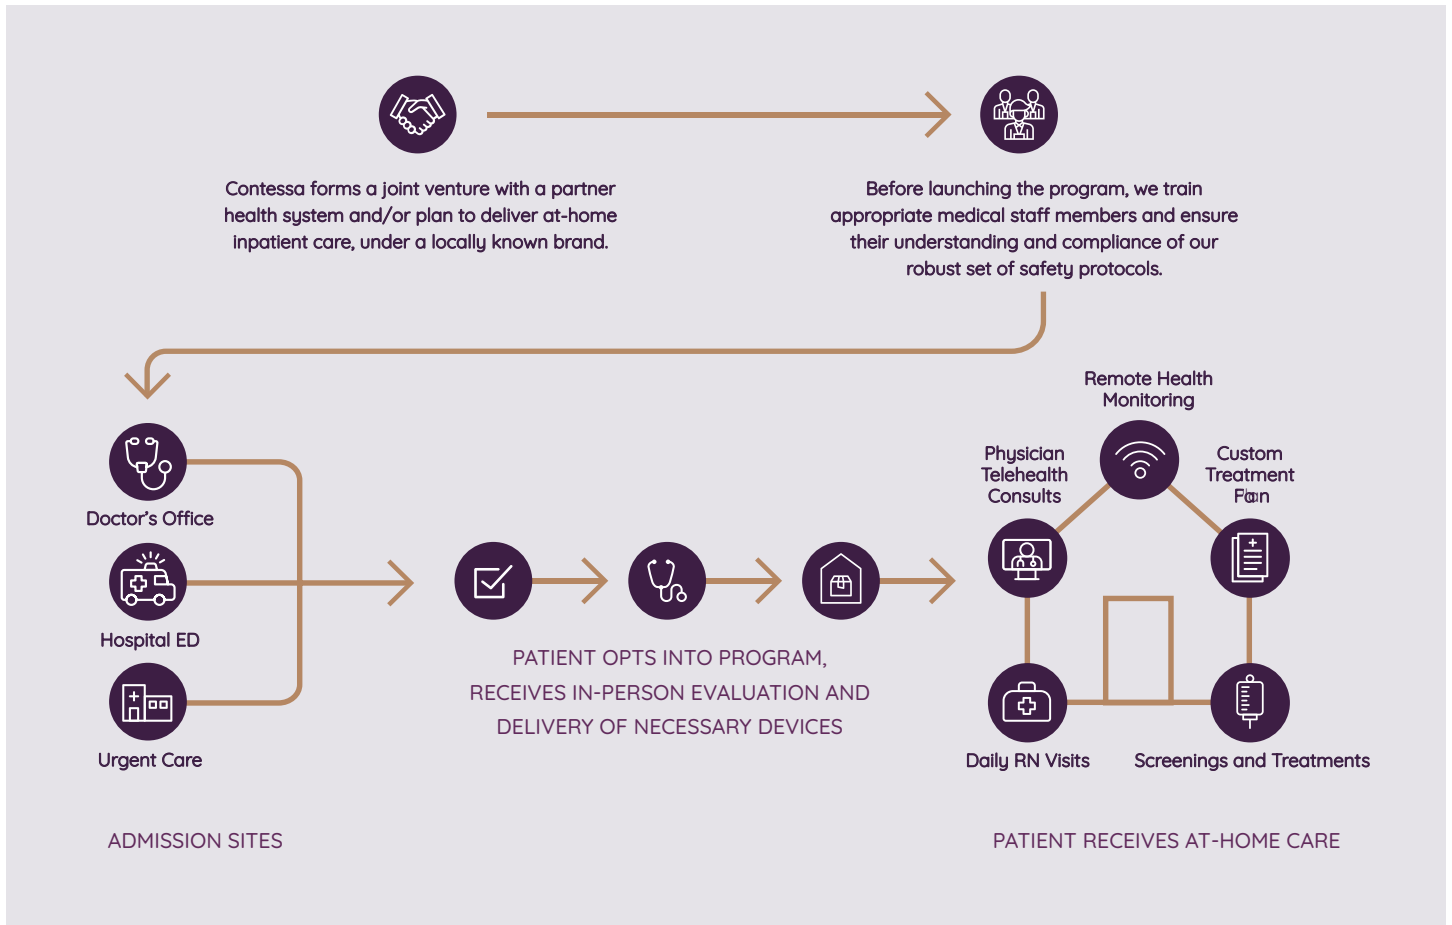 Contessa forms a joint venture with a partner
health system and/or plan to deliver at-home
inpatient care, under a locally known brand.
Before launching the program, we train
appropriate medical staff members and ensure
their understanding and compliance of our
robust set of safety protocols.
Doctor's Office
Hospital ED
Urgent Care
ADMISSION SITES
PATIENT OPTS INTO PROGRAM,
RECEIVES IN-PERSON EVALUATION AND
DELIVERY OF NECESSARY DEVICES
Remote Health
Monitoring
Physician
Telehealth
Consults
Custom
Treatment
Daily RN Visits
Screenings and Treatments
PATIENT RECEIVES AT-HOME CARE